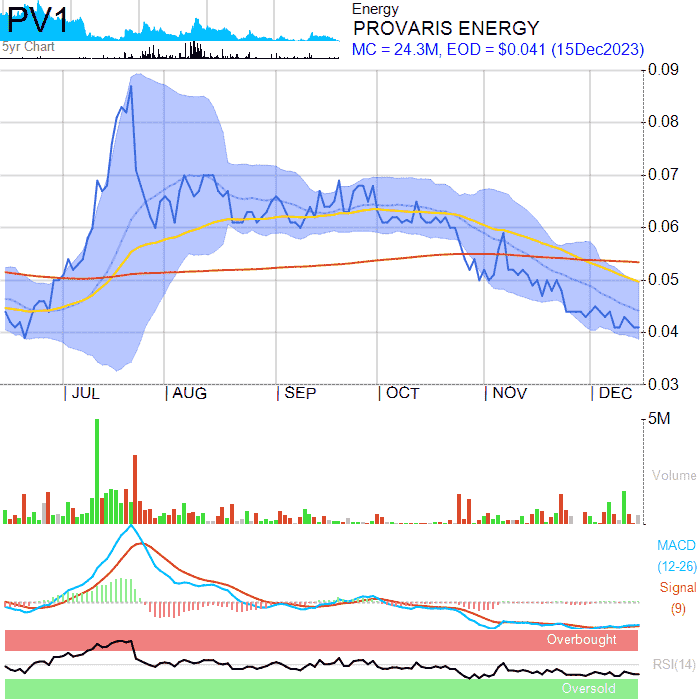 PV1
5yr Chart
Energy
PROVARIS ENERGY
MC = 24.3M, EOD = $0.041 (15Dec2023)
0.09
0.08
0.07
0.06
0.05
0.04
0.03
JUL AUG SEP OCT NOV DEC
5M
Volume
MACD
(12-26)
Signal
(9)
Overbought
RSI(14)
Oversold